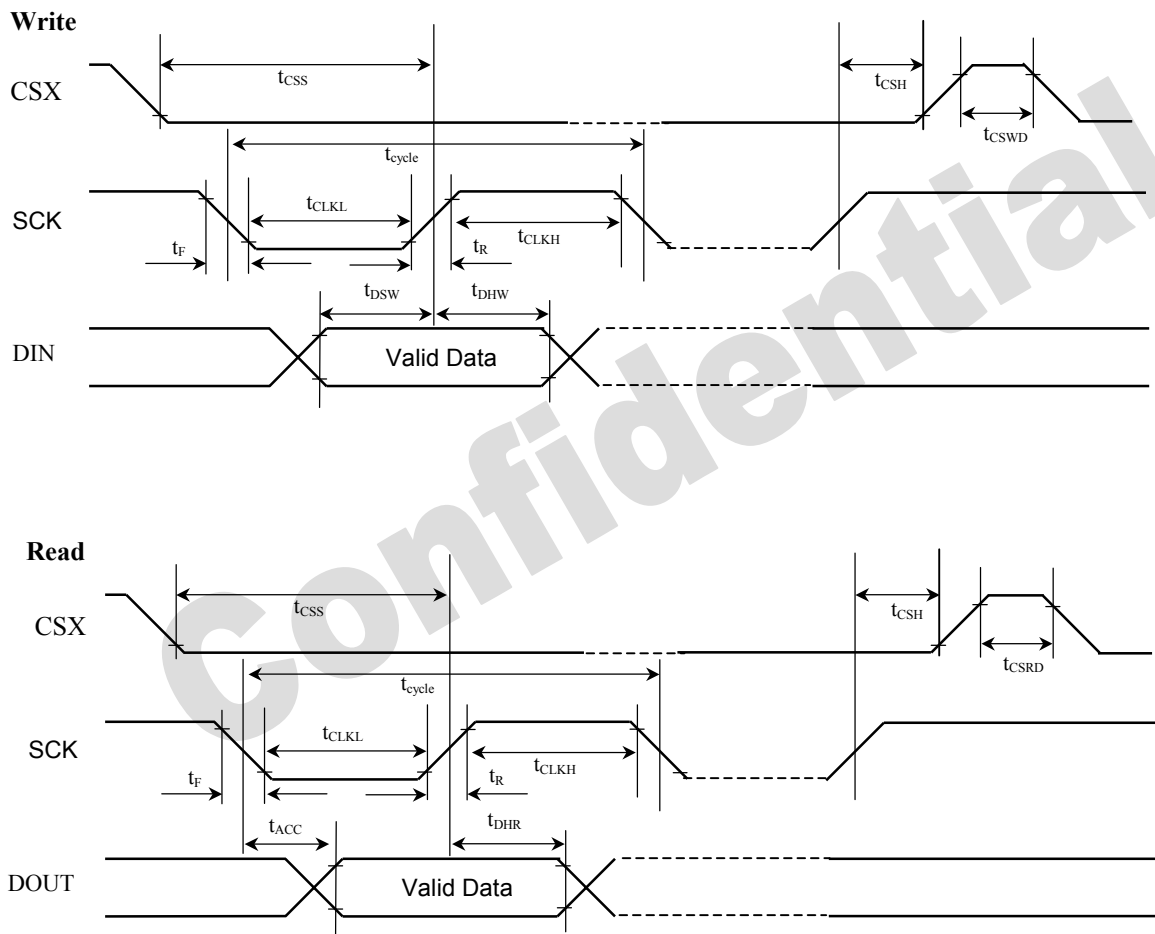 Write
CSX
tCSS
tCSH
tCSWD
tcycle
SCK
tCLKL
tCLKH
tF
tR
tDSW
tDHW
DIN
Valid Data
Confidential
Read
CSX
tCSS
tCSH
tCSRD
tcycle
SCK
tCLKL
tCLKH
tF
tR
tACC
tDHR
DOUT
Valid Data